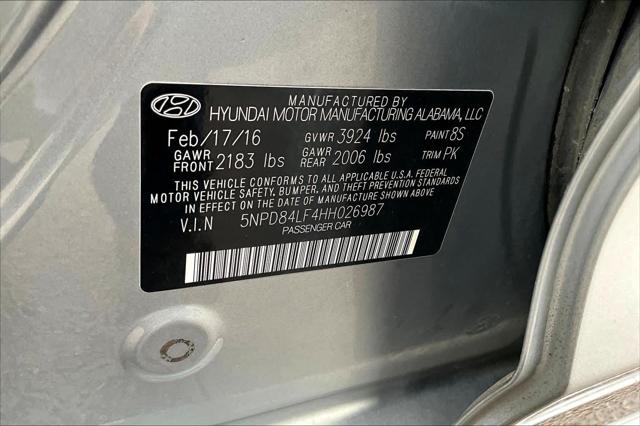 MANUFACTURED BY
HYUNDAI MOTOR MANUFACTURING ALABAMA, LLC
Feb/17/16 GVWR 3924 lbs PAINT 8S
GAWR FRONT 2183 lbs GAWR REAR 2006 lbs TRIM PK
THIS VEHICLE CONFORMS TO ALL APPLICABLE U.S.A. FEDERAL
MOTOR VEHICLE SAFETY, BUMPER, AND THEFT PREVENTION STANDARDS
IN EFFECT ON THE DATE OF MANUFACTURE SHOWN ABOVE
V.I.N 5NPD84LF4HH026987
PASSENGER CAR